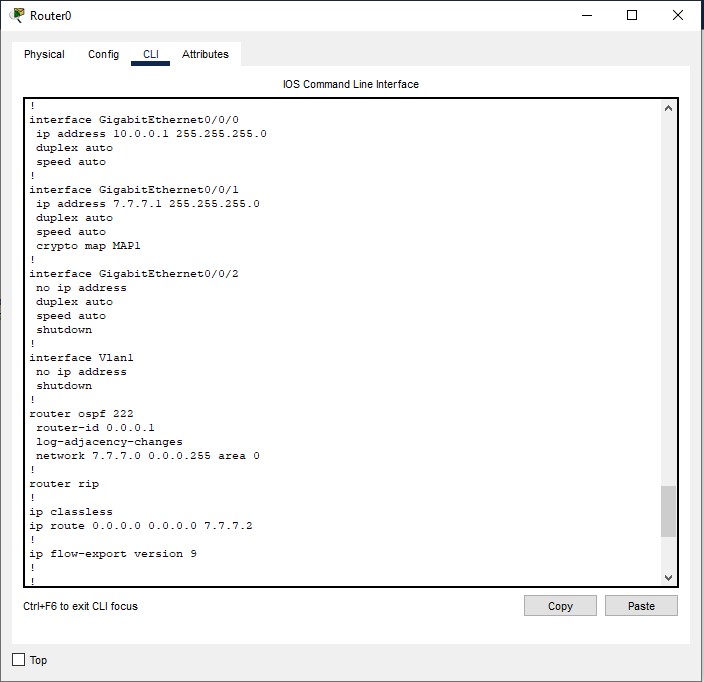 Router0
Physical Config CLI Attributes
IOS Command Line Interface
!
interface GigabitEthernet0/0/0
 ip address 10.0.0.1 255.255.255.0
 duplex auto
 speed auto
!
interface GigabitEthernet0/0/1
 ip address 7.7.7.1 255.255.255.0
 duplex auto
 speed auto
 crypto map MAP1
!
interface GigabitEthernet0/0/2
 no ip address
 duplex auto
 speed auto
 shutdown
!
interface Vlan1
 no ip address
 shutdown
!
router ospf 222
 router-id 0.0.0.1
 log-adjacency-changes
 network 7.7.7.0 0.0.0.255 area 0
!
router rip
!
ip classless
ip route 0.0.0.0 0.0.0.0 7.7.7.2
!
ip flow-export version 9
!
!
Ctrl+F6 to exit CLI focus Copy Paste
Top